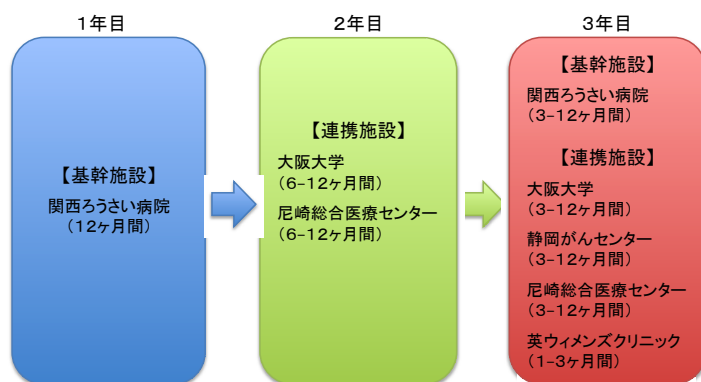 1年目
【基幹施設】
関西ろうさい病院
(12ヶ月間)
2年目
【連携施設】
大阪大学
(6-12ヶ月間)
尼崎総合医療センター
(6-12ヶ月間)
3年目
【基幹施設】
関西ろうさい病院
(3-12ヶ月間)
【連携施設】
大阪大学
(3-12ヶ月間)
静岡がんセンター
(3-12ヶ月間)
尼崎総合医療センター
(3-12ヶ月間)
英ウィメンズクリニック
(1-3ヶ月間)